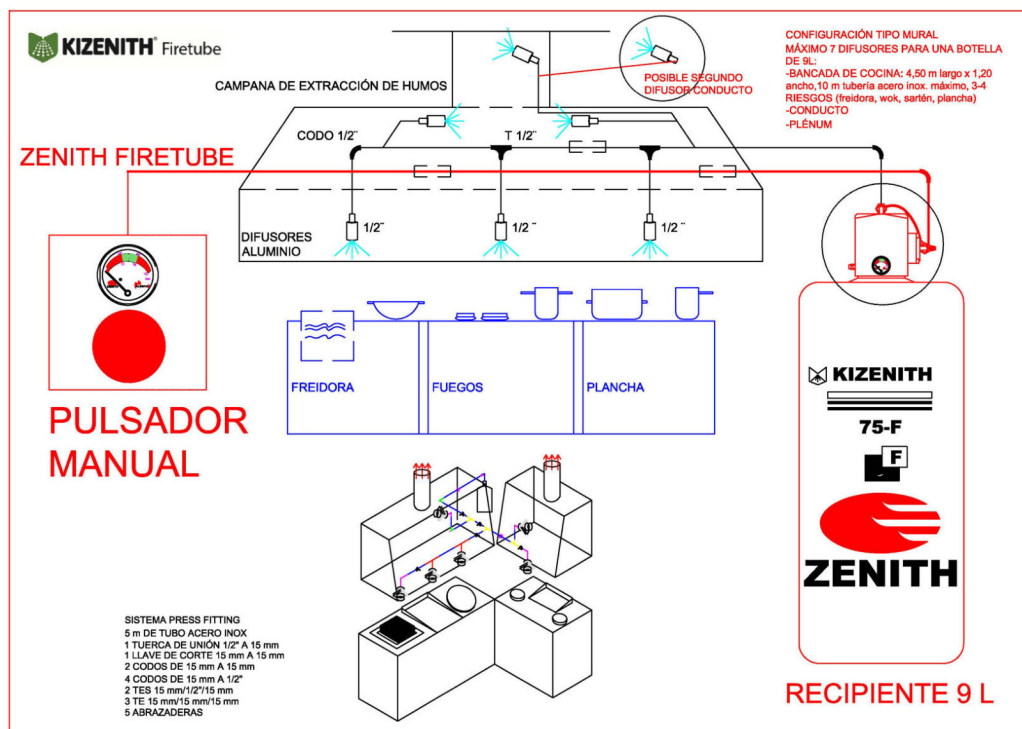 KIZENITH® Firetube
CAMPANA DE EXTRACCIÓN DE HUMOS
POSIBLE SEGUNDO
DIFUSOR CONDUCTO
CONFIGURACIÓN TIPO MURAL
MÁXIMO 7 DIFUSORES PARA UNA BOTELLA
DE 9L:
-BANCADA DE COCINA: 4,50 m largo x 1,20
ancho,10 m tubería acero inox. máximo, 3-4
RIESGOS (freidora, wok, sartén, plancha)
-CONDUCTO
-PLÉNUM
CODO 1/2¨
T 1/2¨
ZENITH FIRETUBE
1/2¨
1/2¨
1/2¨
DIFUSORES
ALUMINIO
FREIDORA
FUEGOS
PLANCHA
PULSADOR
MANUAL
KIZENITH
75-F
F
ZENITH
SISTEMA PRESS FITTING
5 m DE TUBO ACERO INOX
1 TUERCA DE UNIÓN 1/2" A 15 mm
1 LLAVE DE CORTE 15 mm A 15 mm
2 CODOS DE 15 mm A 15 mm
4 CODOS DE 15 mm A 1/2"
2 TES 15 mm/1/2"/15 mm
3 TE 15 mm/15 mm/15 mm
5 ABRAZADERAS
RECIPIENTE 9 L